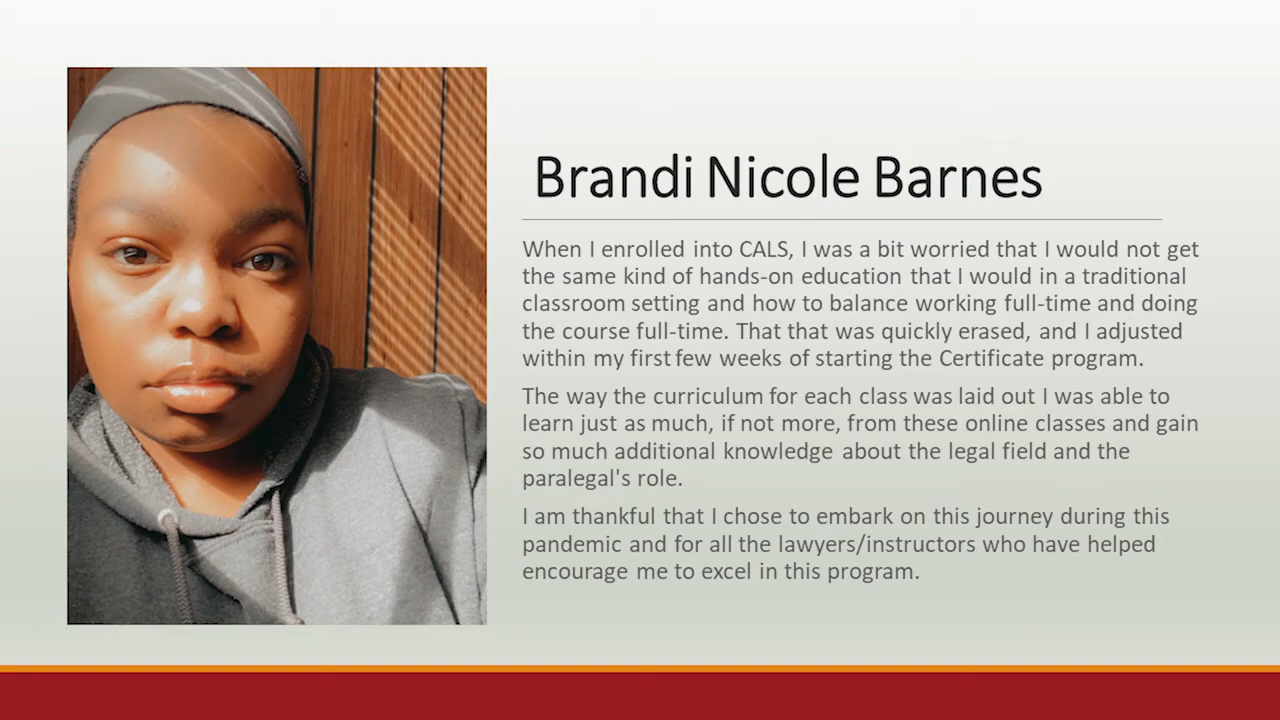 Brandi Nicole Barnes
When I enrolled into CALS, I was a bit worried that I would not get
the same kind of hands-on education that I would in a traditional
classroom setting and how to balance working full-time and doing
the course full-time. That that was quickly erased, and I adjusted
within my first few weeks of starting the Certificate program.
The way the curriculum for each class was laid out I was able to
learn just as much, if not more, from these online classes and gain
so much additional knowledge about the legal field and the
paralegal's role.
I am thankful that I chose to embark on this journey during this
pandemic and for all the lawyers/instructors who have helped
encourage me to excel in this program.